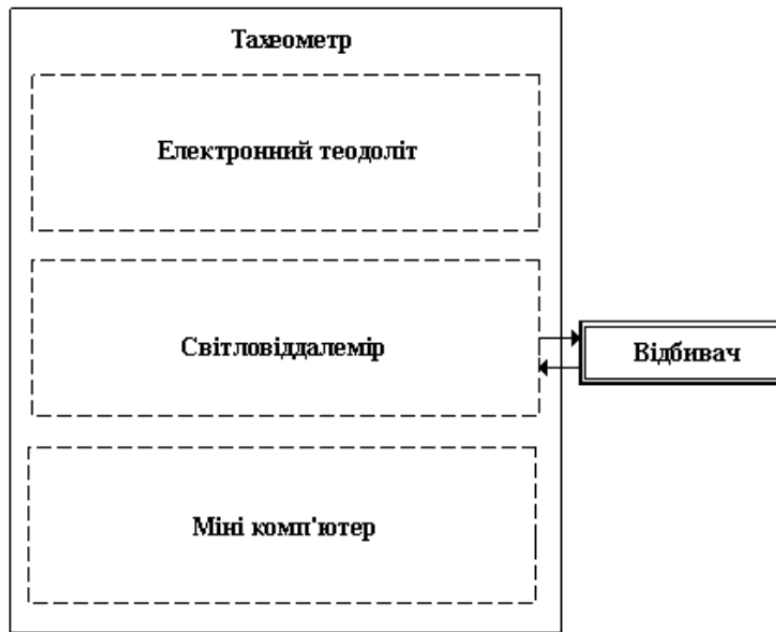 Тахеометр
Електронний теодоліт
Світловіддалемір
Відбивач
Міні комп'ютер